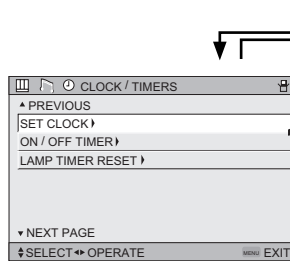 CLOCK / TIMERS
PREVIOUS
SET CLOCK
ON / OFF TIMER
LAMP TIMER RESET
NEXT PAGE
SELECT OPERATE MENU EXIT